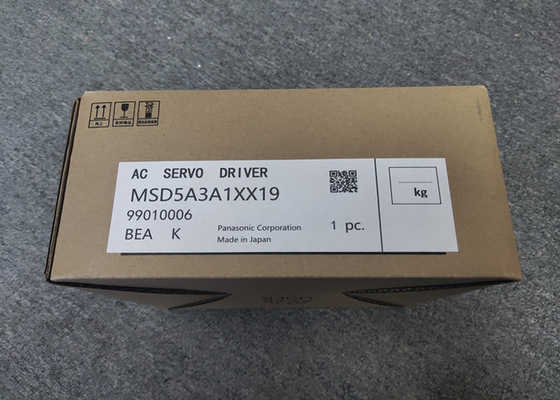 AC SERVO DRIVER
MSD5A3A1XX19
99010006
BEA K
Panasonic Corporation
Made in Japan
1 pc.
kg